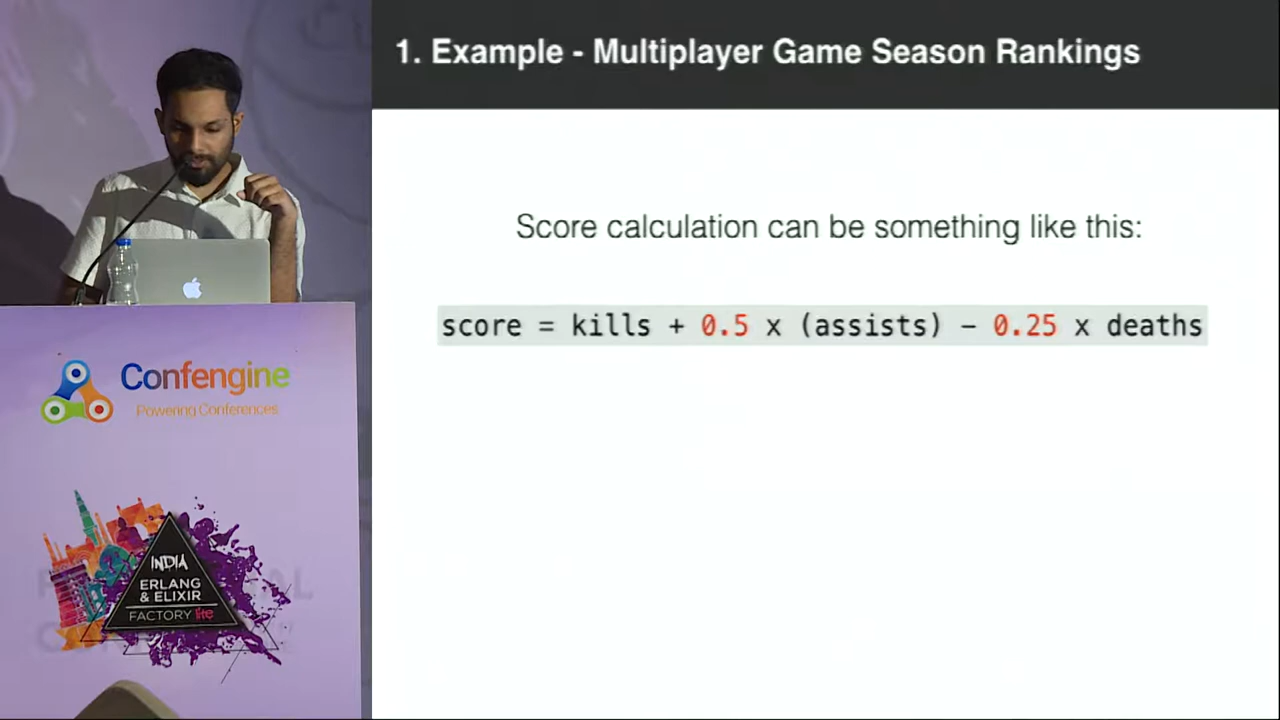 1. Example - Multiplayer Game Season Rankings
Score calculation can be something like this:
score = kills + 0.5 x (assists) – 0.25 x deaths
Confengine
Powering Conferences
INDIA
ERLANG
& ELIXIR
FACTORY lite